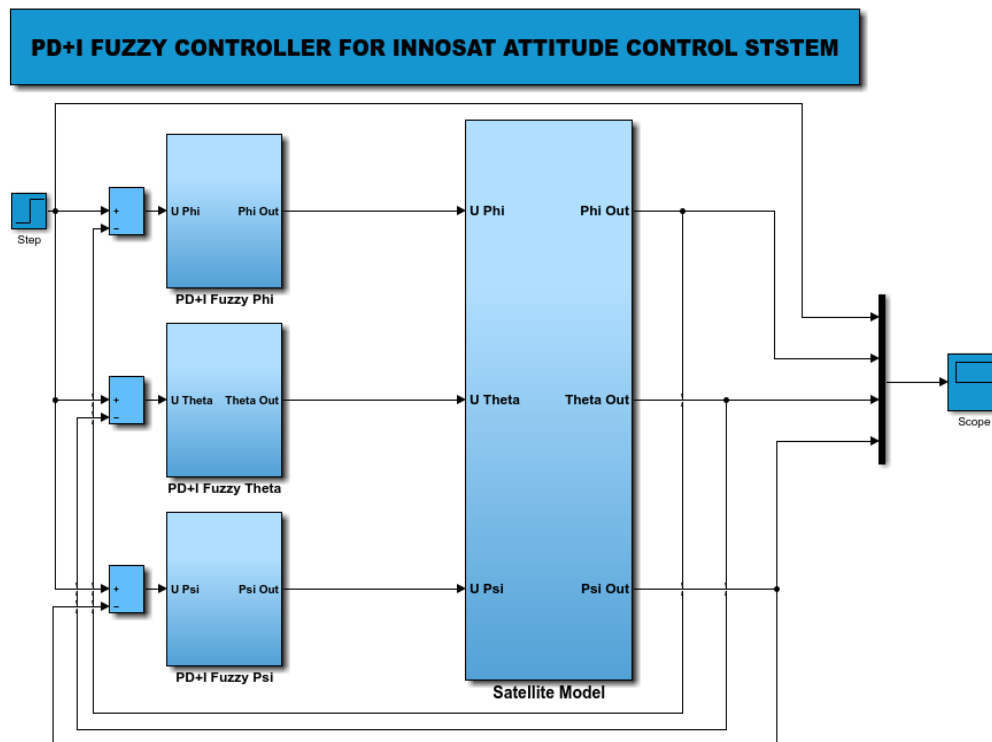 PD+I FUZZY CONTROLLER FOR INNOSAT ATTITUDE CONTROL STSTEM
Step
+
−
U Phi
Phi Out
PD+I Fuzzy Phi
+
−
U Theta
Theta Out
PD+I Fuzzy Theta
+
−
U Psi
Psi Out
PD+I Fuzzy Psi
U Phi
Phi Out
U Theta
Theta Out
U Psi
Psi Out
Satellite Model
Scope